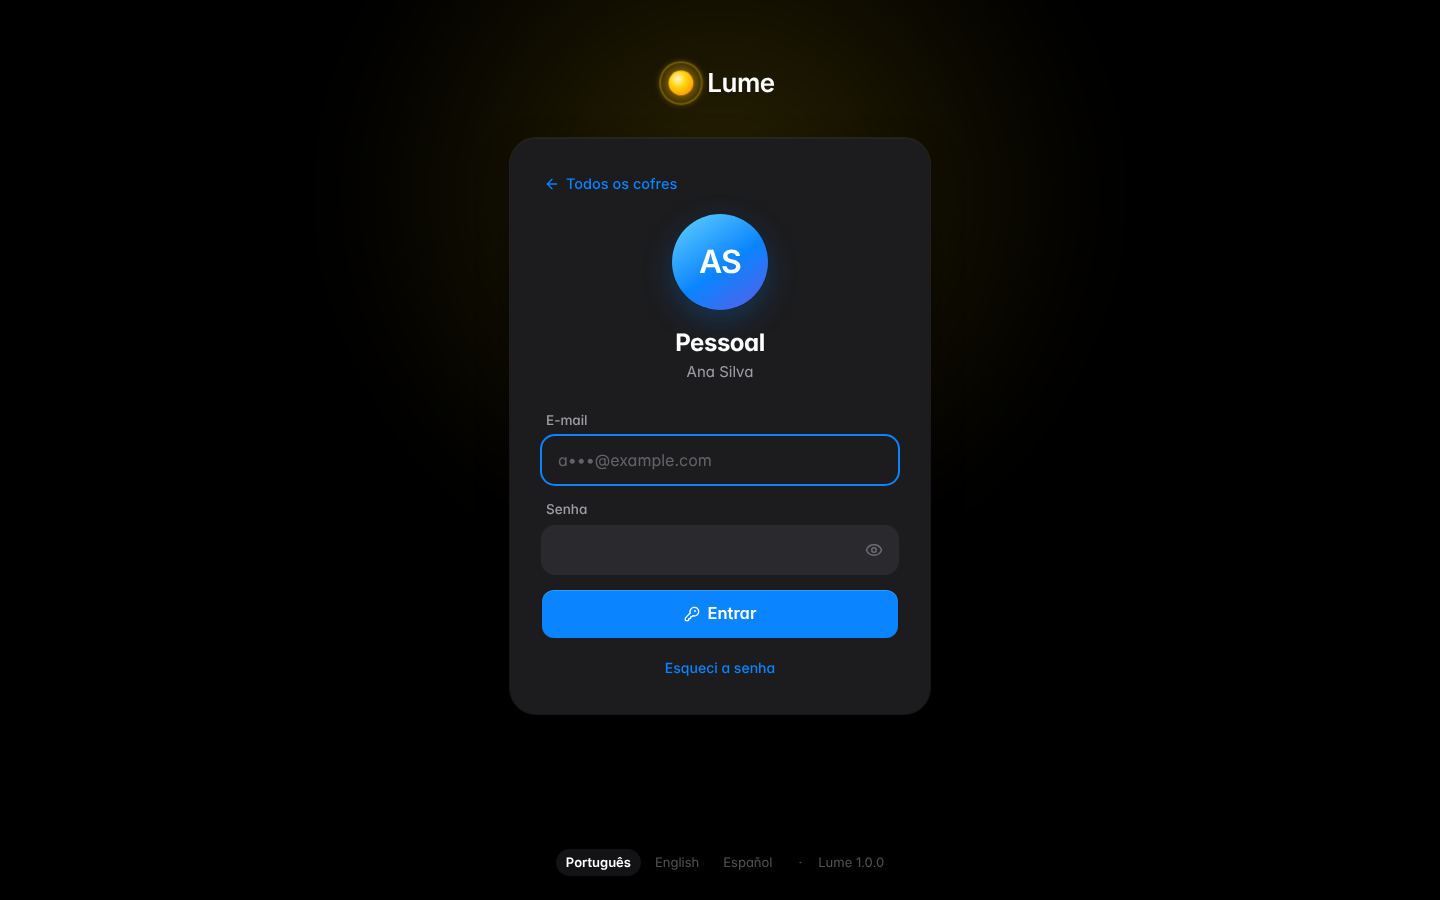 Lume
Todos os cofres
AS
Pessoal
Ana Silva
E-mail
a•••@example.com
Senha
Entrar
Esqueci a senha
Português English Español · Lume 1.0.0